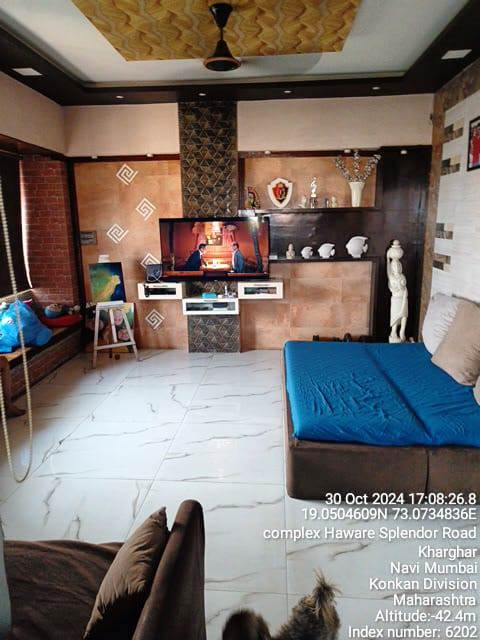 30 Oct 2024 17:08:26.8
19.0504609N 73.0734836E
complex Haware Splendor Road
Kharghar
Navi Mumbai
Konkan Division
Maharashtra
Altitude:-42.4m
Index number: 6202